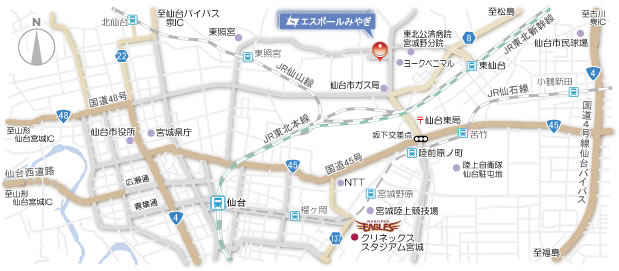 北仙台
至仙台バイパス
泉IC
東照宮
エスポールみやぎ
至松島
至古川
泉IC
22
東照宮
東北公済病院
宮城野分院
ヨークベニマル
8
JR東北新幹線
仙台市民球場
JR仙山線
東仙台
仙台市ガス局
4
小鶴新田
国道48号
48
JR仙石線
至山形
仙台宮城IC
仙台市役所
宮城県庁
JR東北本線
仙台東局
坂下交差点
苦竹
45
国道4号線仙台バイパス
仙台西道路
45
国道45号
陸前原ノ町
陸上自衛隊
仙台駐屯地
広瀬通
青葉通
NTT
宮城野原
至山形
仙台宮城IC
4
仙台
榴ヶ岡
宮城陸上競技場
RAKUTEN
EAGLES
137
クリネックス
スタジアム宮城
至福島